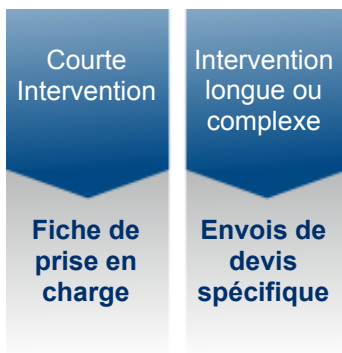 Courte
Intervention
Fiche de
prise en
charge
Intervention
longue ou
complexe
Envois de
devis
spécifique